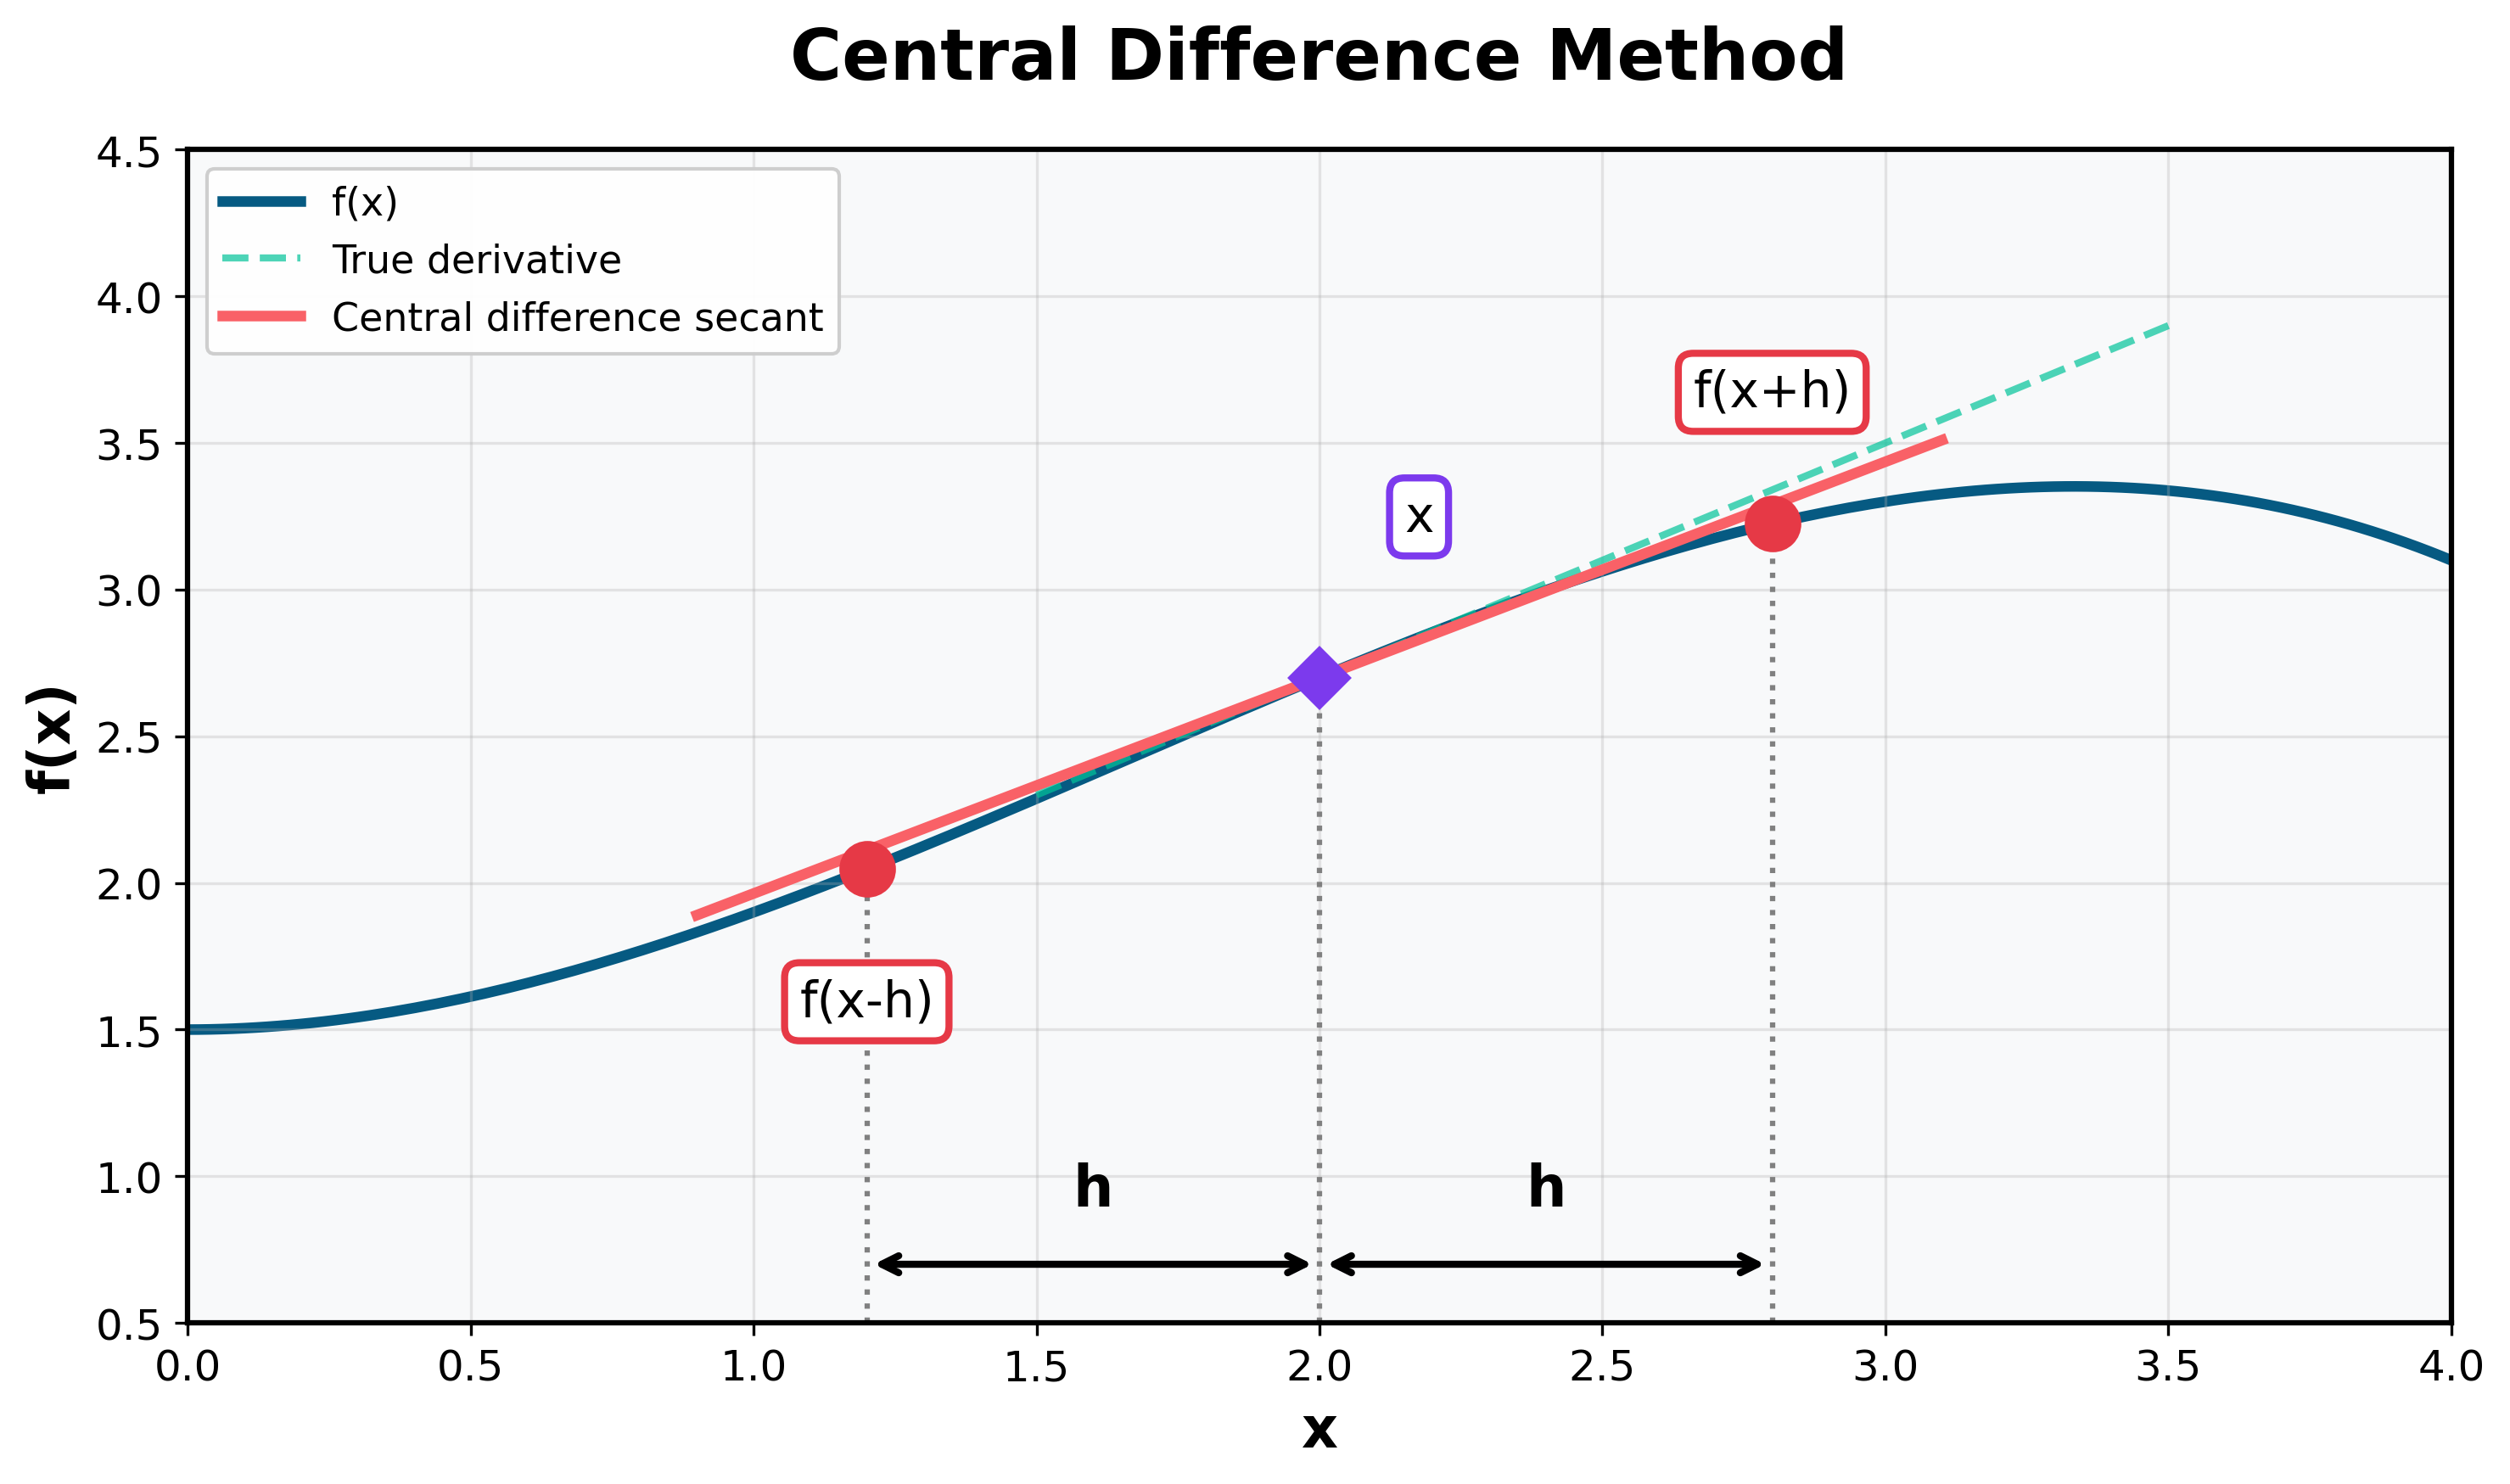 Central Difference Method
f(x)
True derivative
Central difference secant
4.5
4.0
3.5
3.0
2.5
2.0
1.5
1.0
0.5
f(x)
f(x+h)
x
f(x-h)
h
h
0.0
0.5
1.0
1.5
2.0
2.5
3.0
3.5
4.0
x